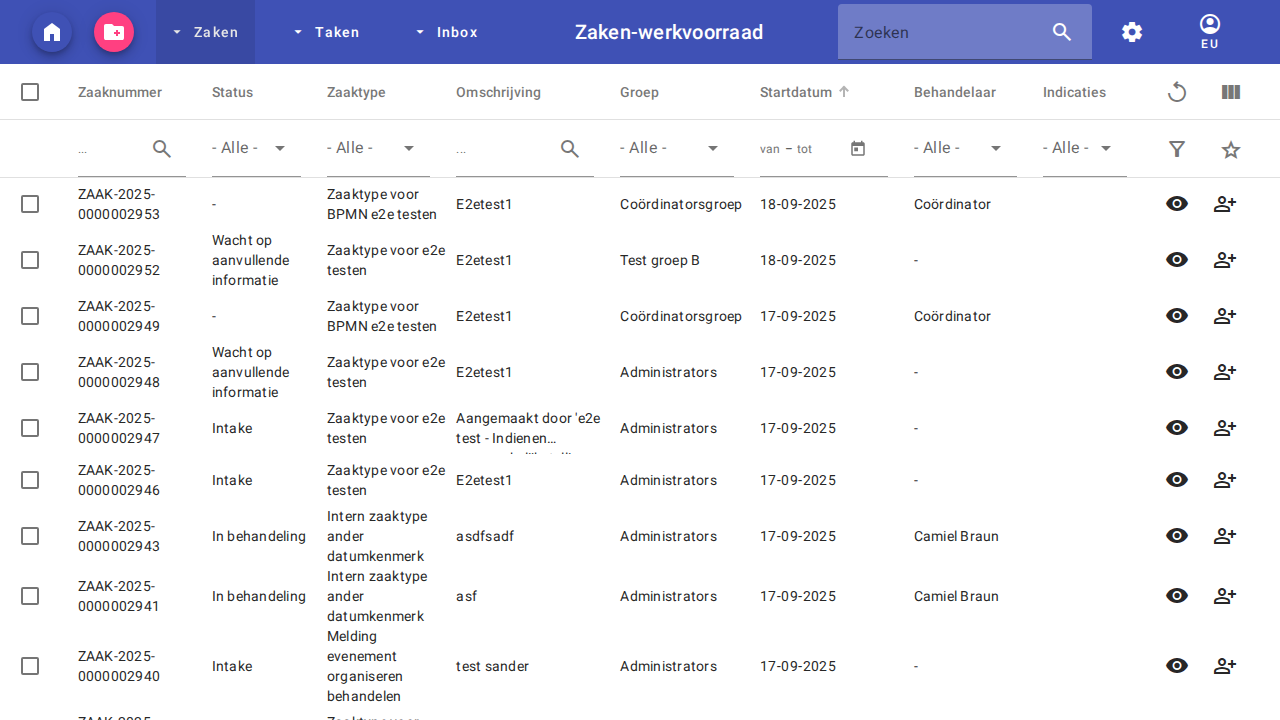 Zaken
Taken
Inbox
Zaken-werkvoorraad
Zoeken
EU
Zaaknummer Status Zaaktype Omschrijving Groep Startdatum Behandelaar Indicaties
... - Alle - - Alle - ... - Alle - van – tot - Alle - - Alle -
ZAAK-2025-
0000002953
-
Zaaktype voor
BPMN e2e testen
E2etest1
Coördinatorsgroep
18-09-2025
Coördinator
ZAAK-2025-
0000002952
Wacht op
aanvullende
informatie
Zaaktype voor e2e
testen
E2etest1
Test groep B
18-09-2025
-
ZAAK-2025-
0000002949
-
Zaaktype voor
BPMN e2e testen
E2etest1
Coördinatorsgroep
17-09-2025
Coördinator
ZAAK-2025-
0000002948
Wacht op
aanvullende
informatie
Zaaktype voor e2e
testen
E2etest1
Administrators
17-09-2025
-
ZAAK-2025-
0000002947
Intake
Zaaktype voor e2e
testen
Aangemaakt door 'e2e
test - Indienen...
Administrators
17-09-2025
-
ZAAK-2025-
0000002946
Intake
Zaaktype voor e2e
testen
E2etest1
Administrators
17-09-2025
-
ZAAK-2025-
0000002943
In behandeling
Intern zaaktype
ander
datumkenmerk
asdfsadf
Administrators
17-09-2025
Camiel Braun
ZAAK-2025-
0000002941
In behandeling
Intern zaaktype
ander
datumkenmerk
asf
Administrators
17-09-2025
Camiel Braun
ZAAK-2025-
0000002940
Intake
Melding
evenement
organiseren
behandelen
test sander
Administrators
17-09-2025
-